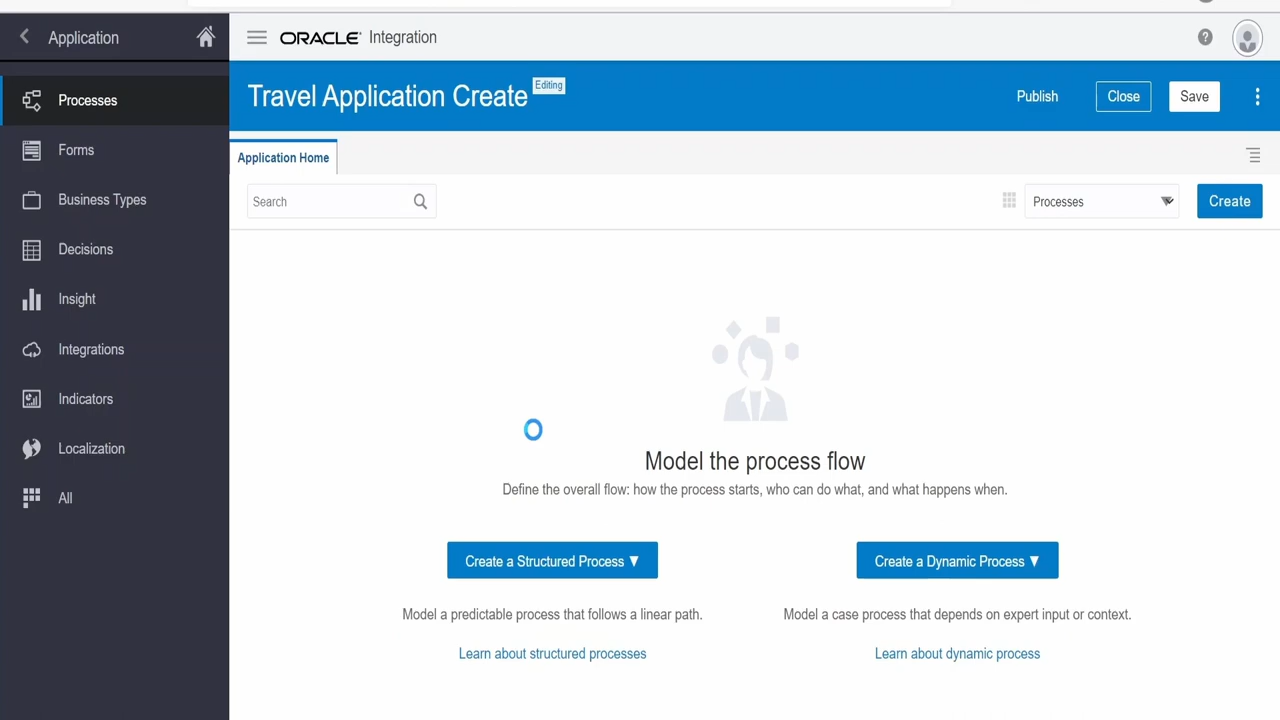 Application
ORACLE Integration
Travel Application Create Editing
Publish Close Save
Processes
Forms
Business Types
Decisions
Insight
Integrations
Indicators
Localization
All
Application Home
Search Processes Create
Model the process flow
Define the overall flow: how the process starts, who can do what, and what happens when.
Create a Structured Process ▼ Create a Dynamic Process ▼
Model a predictable process that follows a linear path. Model a case process that depends on expert input or context.
Learn about structured processes Learn about dynamic process